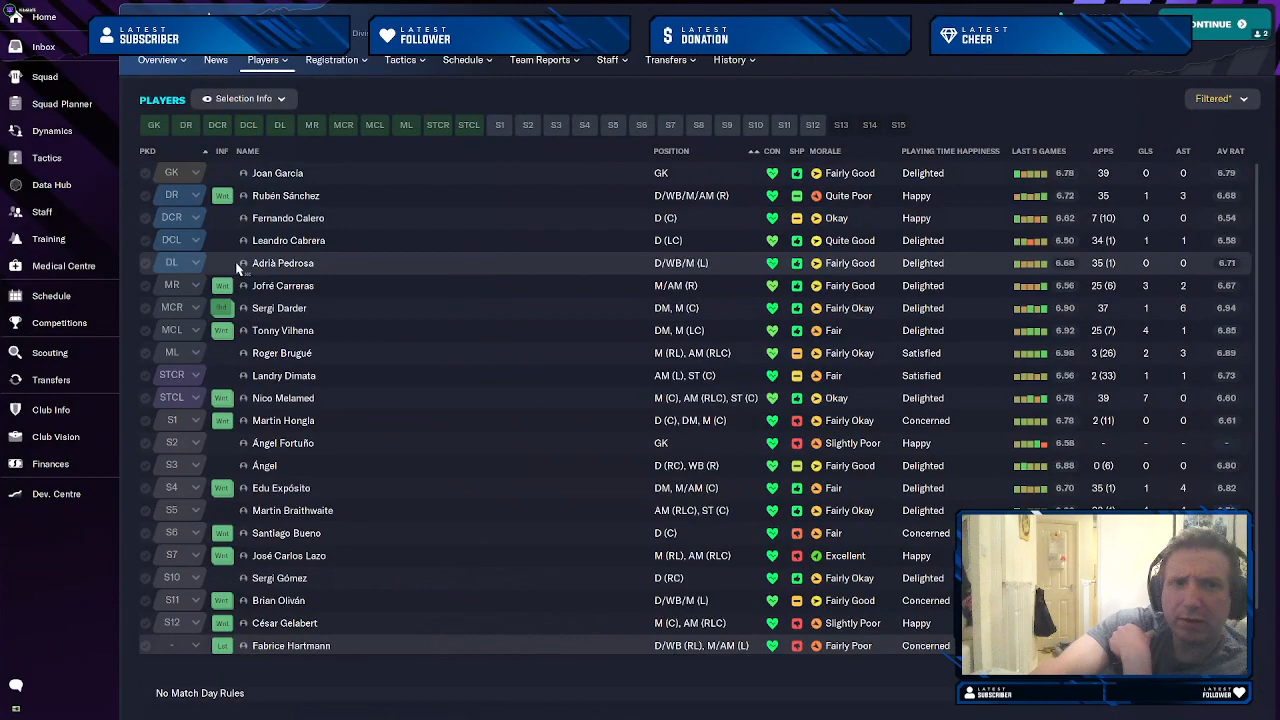 Home
LATEST SUBSCRIBER
LATEST FOLLOWER
LATEST DONATION
LATEST CHEER
2
Inbox
Overview News Players Registration Tactics Schedule Team Reports Staff Transfers History
Squad
Squad Planner
Dynamics
Tactics
Data Hub
Staff
Training
Medical Centre
Schedule
Competitions
Scouting
Transfers
Club Info
Club Vision
Finances
Dev. Centre
PLAYERS Selection Info Filtered*
GK DR DCR DCL DL MR MCR MCL ML STCR STCL S1 S2 S3 S4 S5 S6 S7 S8 S9 S10 S11 S12 S13 S14 S15
PKD INF NAME POSITION CON SHP MORALE PLAYING TIME HAPPINESS LAST 5 GAMES APPS GLS AST AV RAT
GK Joan García GK Fairly Good Delighted 6.78 39 0 0 6.79
DR Wnt Rubén Sánchez D/WB/M/AM (R) Quite Poor Happy 6.72 35 1 3 6.68
DCR Fernando Calero D (C) Okay Happy 6.62 7 (10) 0 0 6.54
DCL Leandro Cabrera D (LC) Quite Good Delighted 6.50 34 (1) 1 1 6.58
DL Adrià Pedrosa D/WB/M (L) Fairly Good Delighted 6.68 35 (1) 0 0 6.71
MR Wnt Jofré Carreras M/AM (R) Fairly Good Delighted 6.56 25 (6) 3 2 6.67
MCR Sergi Darder DM, M (C) Fairly Okay Delighted 6.90 37 1 6 6.94
MCL Wnt Tonny Vilhena DM, M (LC) Fair Delighted 6.92 25 (7) 4 1 6.85
ML Roger Brugué M (RL), AM (RLC) Fairly Okay Satisfied 6.98 3 (26) 2 3 6.89
STCR Landry Dimata AM (L), ST (C) Fair Satisfied 6.56 2 (33) 1 1 6.73
STCL Wnt Nico Melamed M (C), AM (RLC), ST (C) Okay Delighted 6.78 39 7 0 6.60
S1 Wnt Martin Hongla D (C), DM, M (C) Fairly Okay Concerned 6.78 2 (11) 0 0 6.61
S2 Ángel Fortuño GK Slightly Poor Happy 6.58 - - - -
S3 Ángel D (RC), WB (R) Fairly Good Delighted 6.88 0 (6) 0 0 6.80
S4 Wnt Edu Expósito DM, M/AM (C) Fair Delighted 6.70 35 (1) 1 4 6.82
S5 Martin Braithwaite AM (RLC), ST (C) Fairly Okay Delighted
S6 Wnt Santiago Bueno D (C) Fair Concerned
S7 Wnt José Carlos Lazo M (RL), AM (RLC) Excellent Happy
S10 Sergi Gómez D (RC) Fairly Okay Delighted
S11 Wnt Brian Oliván D/WB/M (L) Fairly Good Concerned
S12 Wnt César Gelabert M (C), AM (RLC) Slightly Poor Happy
- Lst Fabrice Hartmann D/WB (RL), M/AM (L) Fairly Poor Concerned
No Match Day Rules
LATEST SUBSCRIBER
LATEST FOLLOWER